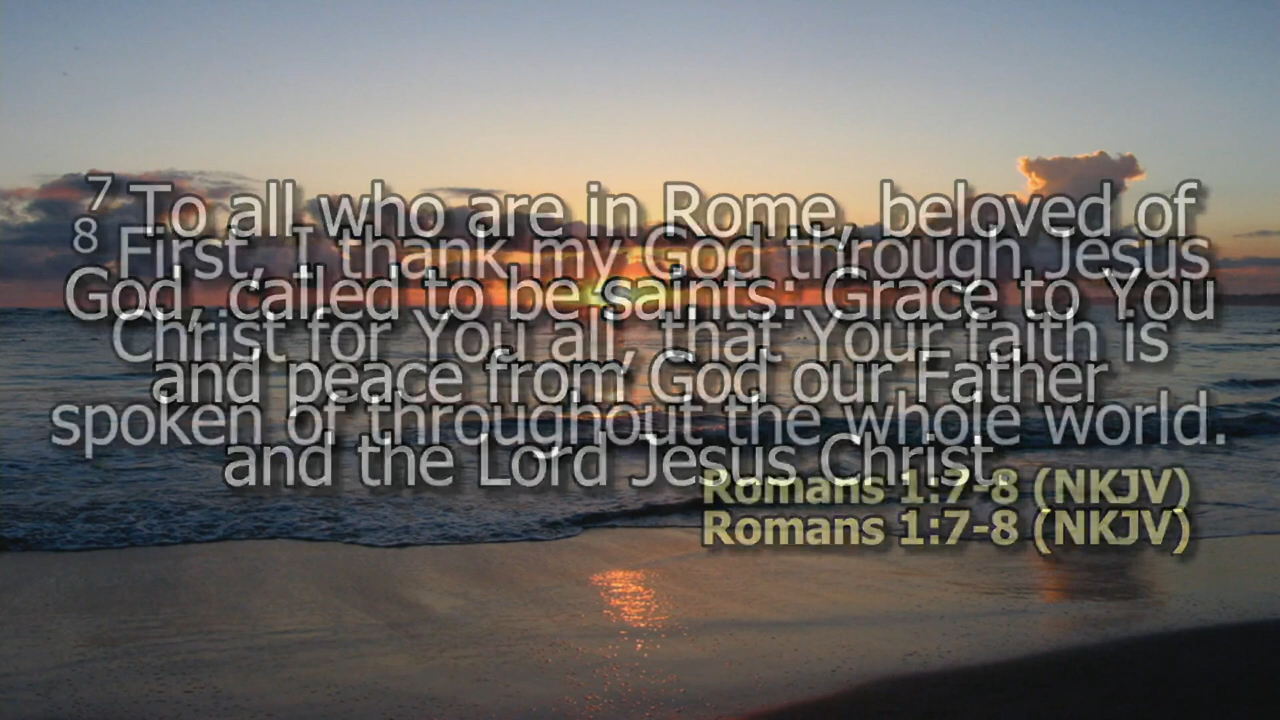 7 To all who are in Rome, beloved of
God, called to be saints: Grace to You
and peace from God our Father
and the Lord Jesus Christ.
Romans 1:7-8 (NKJV)
8 First, I thank my God through Jesus
Christ for You all, that Your faith is
spoken of throughout the whole world.
Romans 1:7-8 (NKJV)